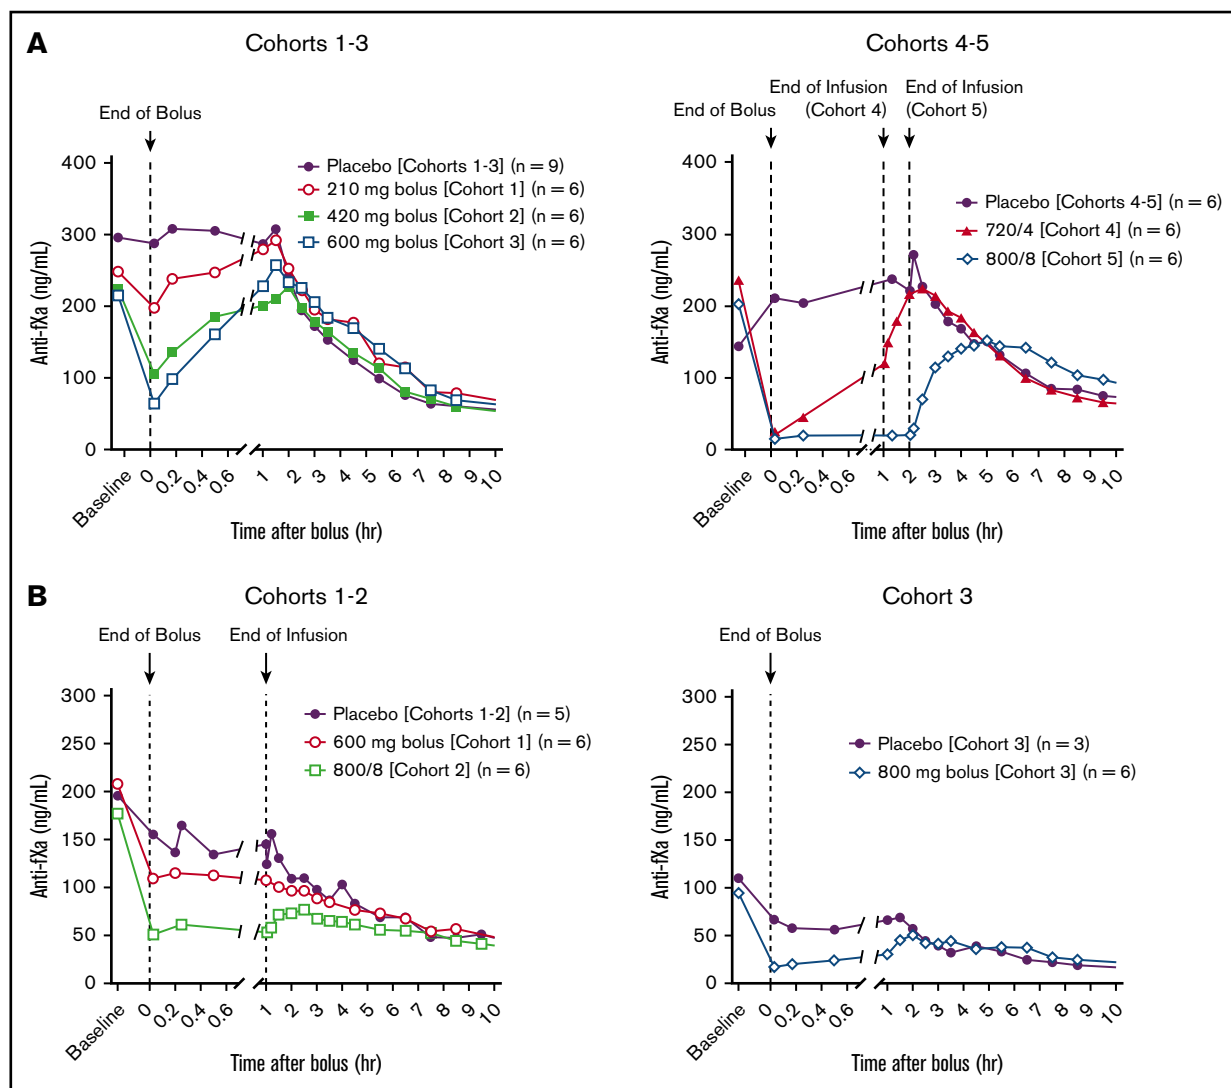 A
Cohorts 1-3
End of Bolus
Placebo [Cohorts 1-3] (n = 9)
210 mg bolus [Cohort 1] (n = 6)
420 mg bolus [Cohort 2] (n = 6)
600 mg bolus [Cohort 3] (n = 6)
Anti-fXa (ng/mL)
400
300
200
100
0
Baseline 0 0.2 0.4 0.6 1 2 3 4 5 6 7 8 9 10
Time after bolus (hr)
Cohorts 4-5
End of Bolus
End of Infusion
(Cohort 4)
End of Infusion
(Cohort 5)
Placebo [Cohorts 4-5] (n = 6)
720/4 [Cohort 4] (n = 6)
800/8 [Cohort 5] (n = 6)
Anti-fXa (ng/mL)
400
300
200
100
0
Baseline 0 0.2 0.4 0.6 1 2 3 4 5 6 7 8 9 10
Time after bolus (hr)
B
Cohorts 1-2
End of Bolus
End of Infusion
Placebo [Cohorts 1-2] (n = 5)
600 mg bolus [Cohort 1] (n = 6)
800/8 [Cohort 2] (n = 6)
Anti-fXa (ng/mL)
300
250
200
150
100
50
0
Baseline 0 0.2 0.4 0.6 1 2 3 4 5 6 7 8 9 10
Time after bolus (hr)
Cohort 3
End of Bolus
Placebo [Cohort 3] (n = 3)
800 mg bolus [Cohort 3] (n = 6)
Anti-fXa (ng/mL)
300
250
200
150
100
50
0
Baseline 0 0.2 0.4 0.6 1 2 3 4 5 6 7 8 9 10
Time after bolus (hr)